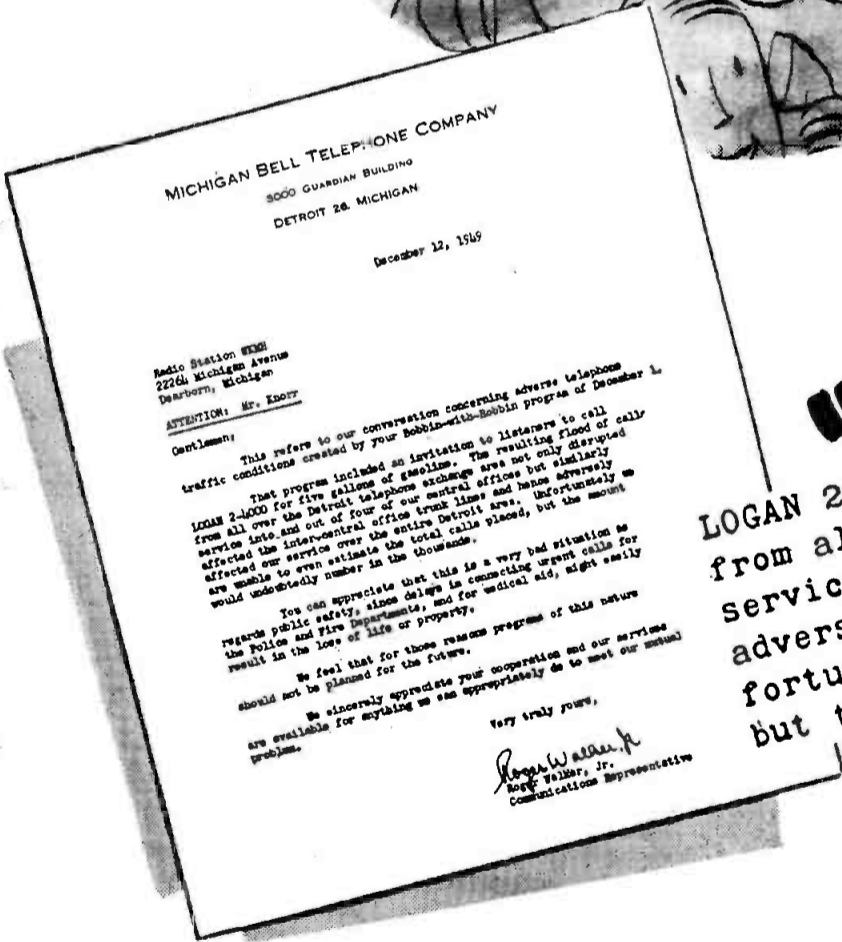 MICHIGAN BELL TELEPHONE COMPANY
3000 GUARDIAN BUILDING
DETROIT 26, MICHIGAN
December 12, 1949
Radio Station WKMH
22264 Michigan Avenue
Dearborn, Michigan
ATTENTION: Mr. Knorr
Gentlemen;
This refers to our conversation concerning adverse telephone
traffic conditions created by your Bobbin-with-Robbin program of December 1.
That program included an invitation to listeners to call
LOGAN 2-4000 for five gallons of gasoline. The resulting flood of calls
from all over the Detroit telephone exchange area not only disrupted
service into and out of four of our central offices but similarly
affected the inter-central office trunk lines and hence adversely
affected our service over the entire Detroit area. Unfortunately we
are unable to even estimate the total calls placed, but the amount
would undoubtedly number in the thousands.
You can appreciate that this is a very bad situation as
regards public safety, since delays in connecting urgent calls for
the Police and Fire Departments, and for medical aid, might easily
result in the loss of life or property.
We feel that for those reasons programs of this nature
should not be planned for the future.
We sincerely appreciate your cooperation and our services
are available for anything we can appropriately do to meet our mutual
problem.
Very truly yours,
Roger Walker, Jr
Roger Walker, Jr.
Communications Representative
LOGAN 2
from al
servic
advers
fortu
but t